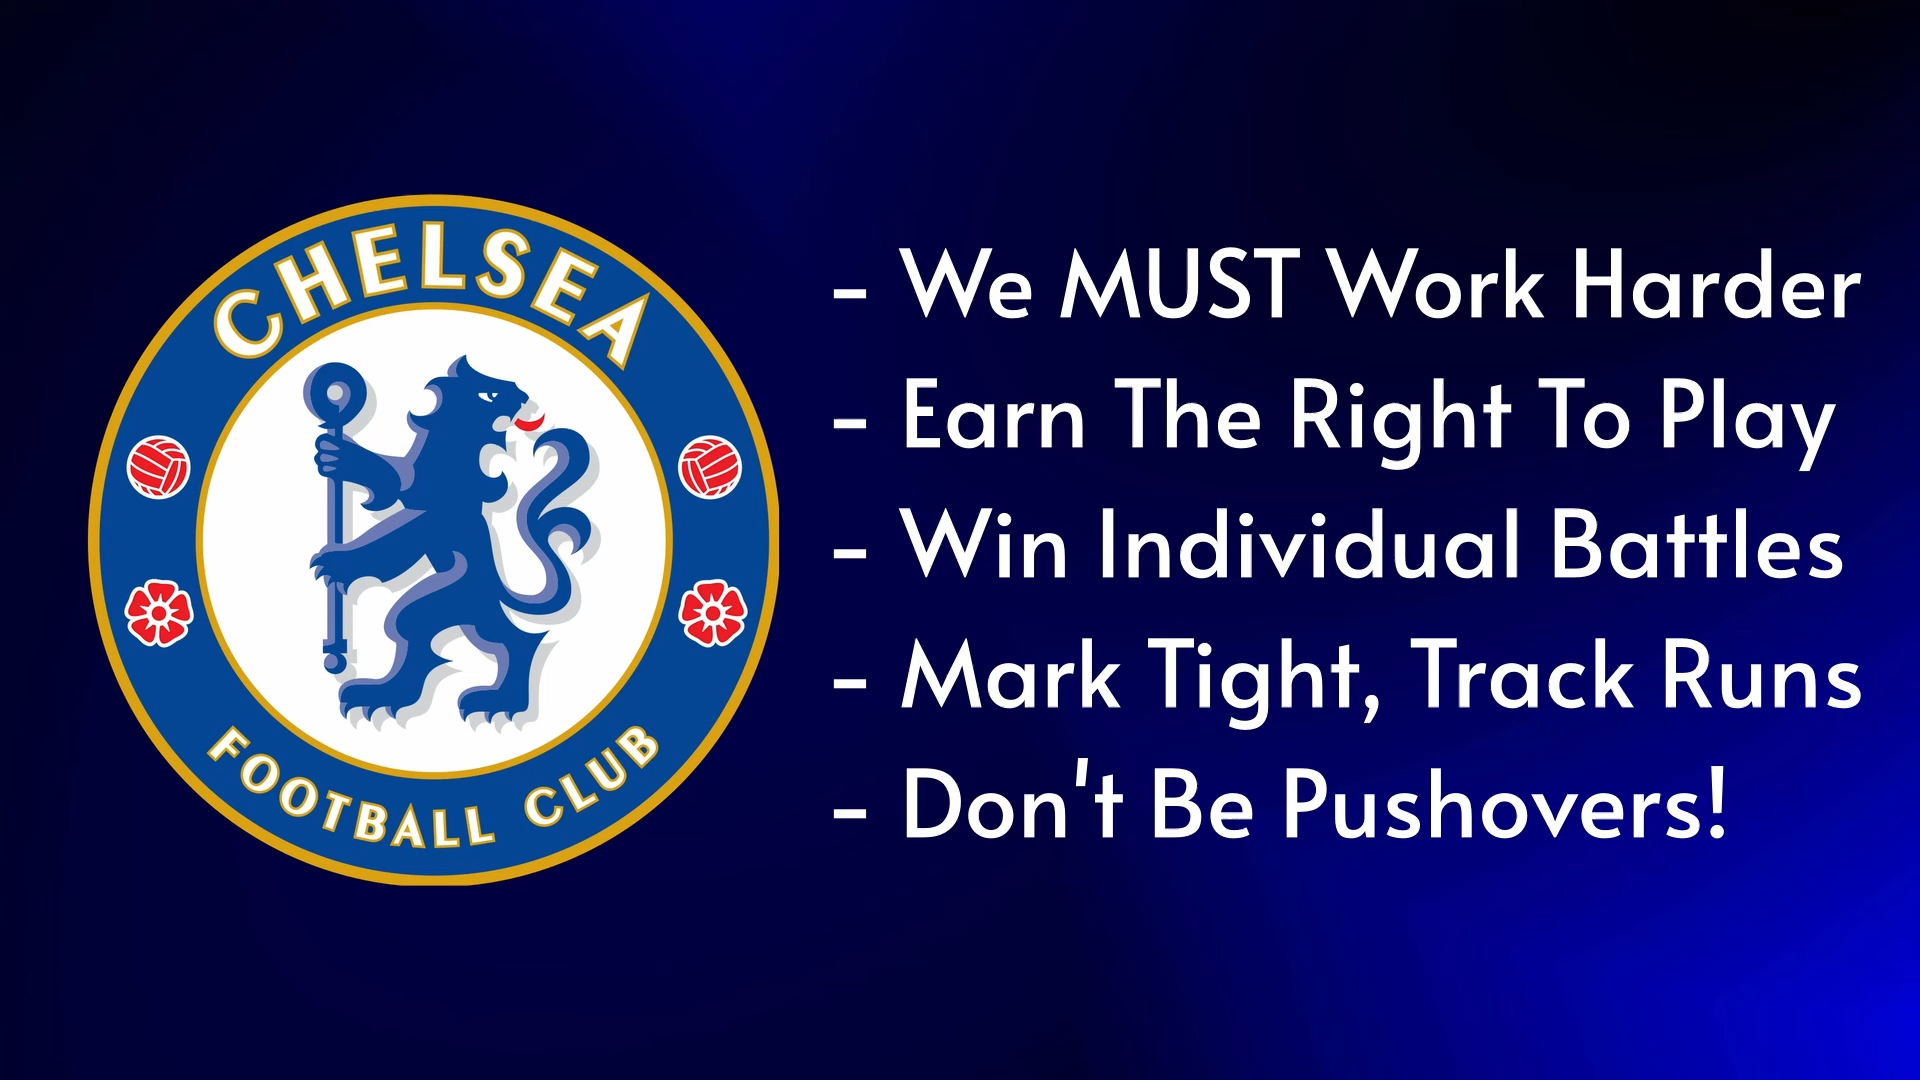 CHELSEA
FOOTBALL CLUB
- We MUST Work Harder
- Earn The Right To Play
- Win Individual Battles
- Mark Tight, Track Runs
- Don't Be Pushovers!